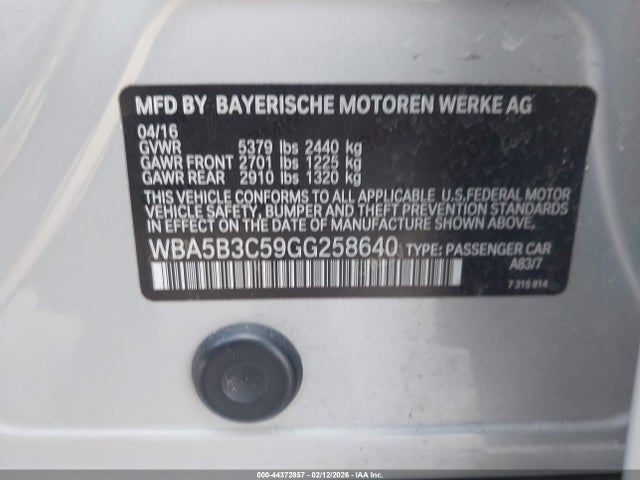 MFD BY BAYERISCHE MOTOREN WERKE AG
04/16
GVWR 5379 lbs 2440 kg
GAWR FRONT 2701 lbs 1225 kg
GAWR REAR 2910 lbs 1320 kg
THIS VEHICLE CONFORMS TO ALL APPLICABLE U.S.FEDERAL MOTOR
VEHICLE SAFETY, BUMPER AND THEFT PREVENTION STANDARDS
IN EFFECT ON THE DATE OF MANUFACTURE SHOWN ABOVE.
WBA5B3C59GG258640 TYPE: PASSENGER CAR
A83/7
7 315 814
000-44372857 - 02/12/2026 - IAA Inc.